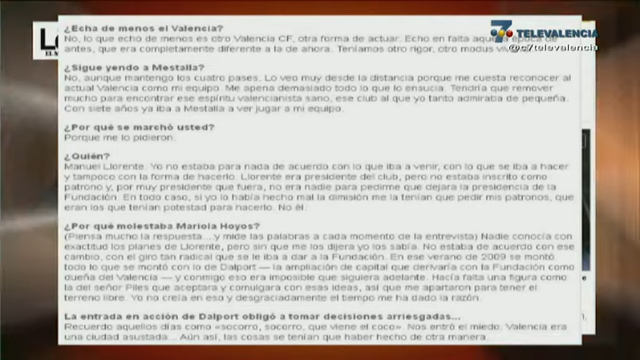 7 TELEVALENCIA
@c7televalencia
¿Echa de menos el Valencia?
No, lo que echo de menos es otro Valencia CF, otra forma de actuar. Echo en falta aquella época de
antes, que era completamente diferente a la de ahora. Teníamos otro rigor, otro modus
¿Sigue yendo a Mestalla?
No, aunque mantengo los cuatro pases. Lo veo muy desde la distancia porque me cuesta reconocer al
actual Valencia como mi equipo. Me apena demasiado todo lo que lo ensucia. Tendría que remover
mucho para encontrar ese espíritu valencianista sano, ese club al que yo tanto admiraba de pequeña.
Con siete años ya iba a Mestalla a ver jugar a mi equipo.
¿Por qué se marchó usted?
Porque me lo pidieron.
¿Quién?
Manuel Llorente. Yo no estaba para nada de acuerdo con lo que iba a venir, con lo que se iba a hacer
y tampoco con la forma de hacerlo. Llorente era presidente del club, pero no estaba inscrito como
patrono y, por muy presidente que fuera, no era nadie para pedirme que dejara la presidencia de la
Fundación. En todo caso, si yo lo había hecho mal la dimisión me la tenían que pedir mis patronos, que
eran los que tenían potestad para hacerlo. No él.
¿Por qué molestaba Mariola Hoyos?
(Piensa mucho la respuesta... y mide las palabras a cada momento de la entrevista) Nadie conocía con
exactitud los planes de Llorente, pero sin que me los dijera yo los sabía. No estaba de acuerdo con ese
cambio, con el giro tan radical que se le iba a dar a la Fundación. En ese verano de 2009 se montó
todo lo que se montó con lo de Dalport — la ampliación de capital que derivaría con la Fundación como
dueña del Valencia — y conmigo eso era imposible que siguiera adelante. Hacía falta una figura como
la del señor Piles que aceptara y comulgara con esas ideas, así que me apartaron para tener el
terreno libre. Yo no creía en eso y desgraciadamente el tiempo me ha dado la razón.
La entrada en acción de Dalport obligó a tomar decisiones arriesgadas...
Recuerdo aquellos días como «socorro, socorro, que viene el coco». Nos entró el miedo. Valencia era
una ciudad asustada... Aún así, las cosas se tenían que haber hecho de otra manera.